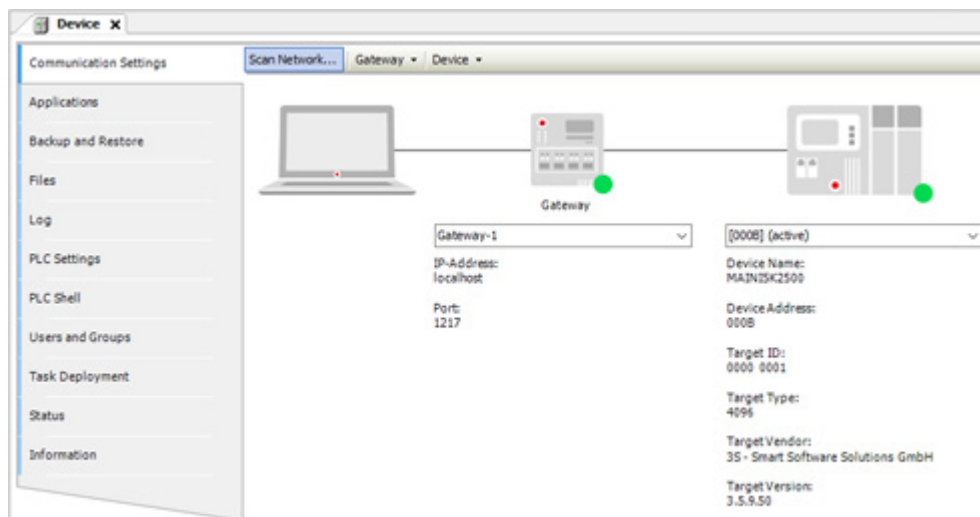 Device X
Communication Settings
Scan Network...
Gateway
Device
Applications
Backup and Restore
Files
Log
PLC Settings
PLC Shell
Users and Groups
Task Deployment
Status
Information
Gateway
Gateway-1
IP-Address:
localhost
Port:
1217
[000B] (active)
Device Name:
MAINISK2500
Device Address:
000B
Target ID:
0000 0001
Target Type:
4096
Target Vendor:
3S - Smart Software Solutions GmbH
Target Version:
3.5.9.50